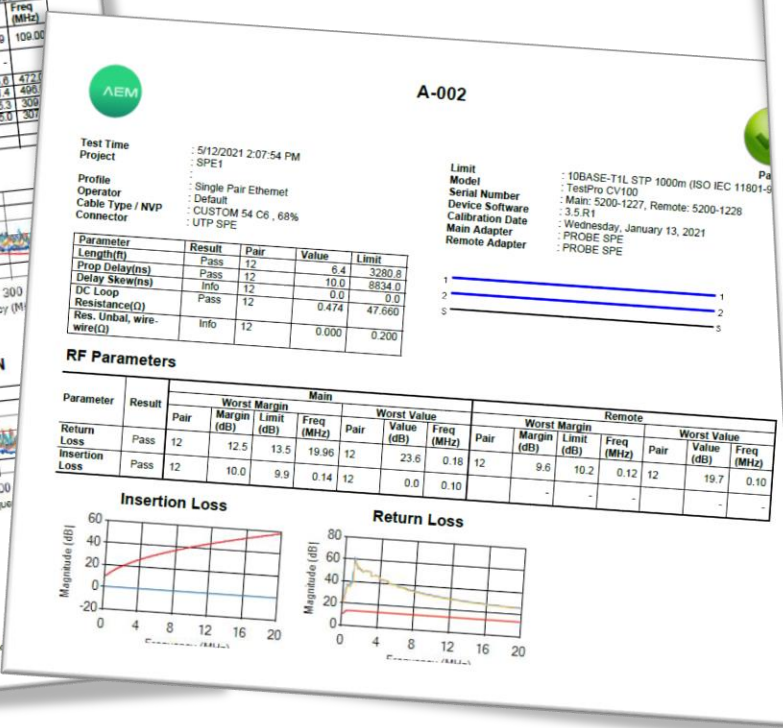 Freq
(MHz)
109.00
AEM
A-002
Test Time : 5/12/2021 2:07:54 PM
Project : SPE1
:
Profile : Single Pair Ethernet
Operator : Default
Cable Type / NVP : CUSTOM 54 C6 , 68%
Connector : UTP SPE
Limit : 10BASE-T1L STP 1000m (ISO IEC 11801-9
Model : TestPro CV100
Serial Number : Main: 5200-1227, Remote: 5200-1228
Device Software : 3.5.R1
Calibration Date : Wednesday, January 13, 2021
Main Adapter : PROBE SPE
Remote Adapter : PROBE SPE
Parameter Result Pair Value Limit
Length(ft) Pass 12 6.4 3280.8
Prop Delay(ns) Pass 12 10.0 8834.0
Delay Skew(ns) Info 12 0.0 0.0
DC Loop
Resistance(Ω) Pass 12 0.474 47.660
Res. Unbal, wire-
wire(Ω) Info 12 0.000 0.200
1 1
2 2
S S
RF Parameters
Main Remote
Worst Margin Worst Value Worst Margin Worst Value
Parameter Result Pair Margin (dB) Limit (dB) Freq (MHz) Pair Value (dB) Freq (MHz) Pair Margin (dB) Limit (dB) Freq (MHz) Pair Value (dB) Freq (MHz)
Return
Loss Pass 12 12.5 13.5 19.96 12 23.6 0.18 12 9.6 10.2 0.12 12 19.7 0.10
Insertion
Loss Pass 12 10.0 9.9 0.14 12 0.0 0.10 - - - - -
Insertion Loss
Magnitude [dB]
60
40
20
0
-20
0 4 8 12 16 20
Return Loss
Magnitude [dB]
80
60
40
20
0
0 4 8 12 16 20
300